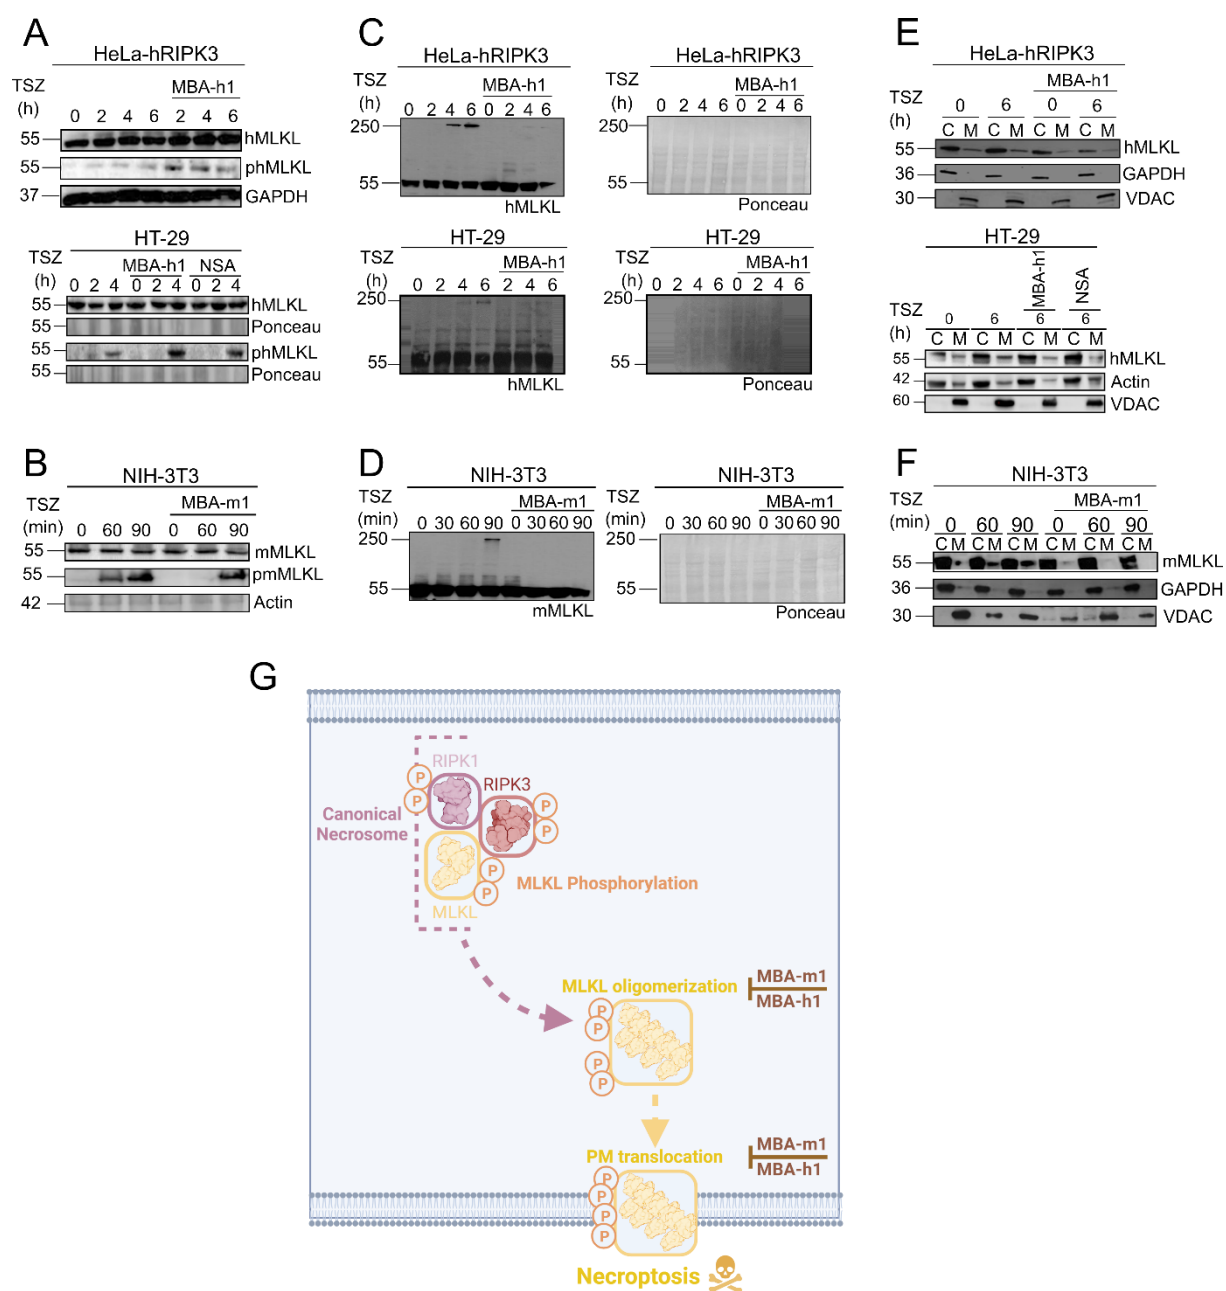 A
HeLa-hRIPK3
TSZ
(h)
MBA-h1
0 2 4 6 2 4 6
55 hMLKL
55 phMLKL
37 GAPDH
HT-29
TSZ
(h)
MBA-h1 NSA
0 2 4 0 2 4 0 2 4
55 hMLKL
55 Ponceau
55 phMLKL
55 Ponceau
B
NIH-3T3
TSZ
(min)
MBA-m1
0 60 90 0 60 90
55 mMLKL
55 pmMLKL
42 Actin
C
HeLa-hRIPK3
TSZ
(h)
MBA-h1
0 2 4 6 0 2 4 6
250
55
hMLKL
HeLa-hRIPK3
MBA-h1
0 2 4 6 0 2 4 6
250
55
Ponceau
HT-29
TSZ
(h)
MBA-h1
0 2 4 6 2 4 6
250
55
hMLKL
HT-29
MBA-h1
0 2 4 6 0 2 4 6
250
55
Ponceau
D
NIH-3T3
TSZ
(min)
MBA-m1
0 30 60 90 0 30 60 90
250
55
mMLKL
NIH-3T3
MBA-m1
0 30 60 90 0 30 60 90
250
55
Ponceau
E
HeLa-hRIPK3
TSZ
(h)
MBA-h1
0 6 0 6
C M C M C M C M
55 hMLKL
36 GAPDH
30 VDAC
HT-29
TSZ
(h)
MBA-h1
NSA
0 6 6 6
C M C M C M C M
55 hMLKL
42 Actin
60 VDAC
F
NIH-3T3
TSZ
(min)
MBA-m1
0 60 90 0 60 90
C M C M C M C M C M C M
55 mMLKL
36 GAPDH
30 VDAC
G
RIPK1
RIPK3
P
P
P
P
Canonical
Necrosome
P
P
MLKL Phosphorylation
MLKL
MLKL oligomerization
MBA-m1
MBA-h1
P
P
P
P
PM translocation
MBA-m1
MBA-h1
P
P
P
P
Necroptosis